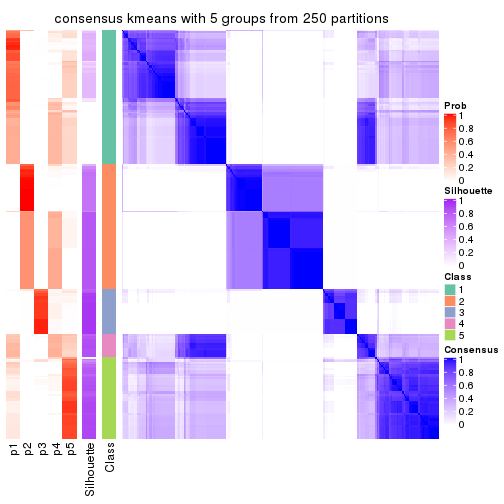 consensus kmeans with 5 groups from 250 partitions
Prob
1
0.8
0.6
0.4
0.2
0
Silhouette
1
0.8
0.6
0.4
0.2
0
Class
1
2
3
4
5
Consensus
1
0.8
0.6
0.4
0.2
0
p1
p2
p3
p4
p5
Silhouette
Class